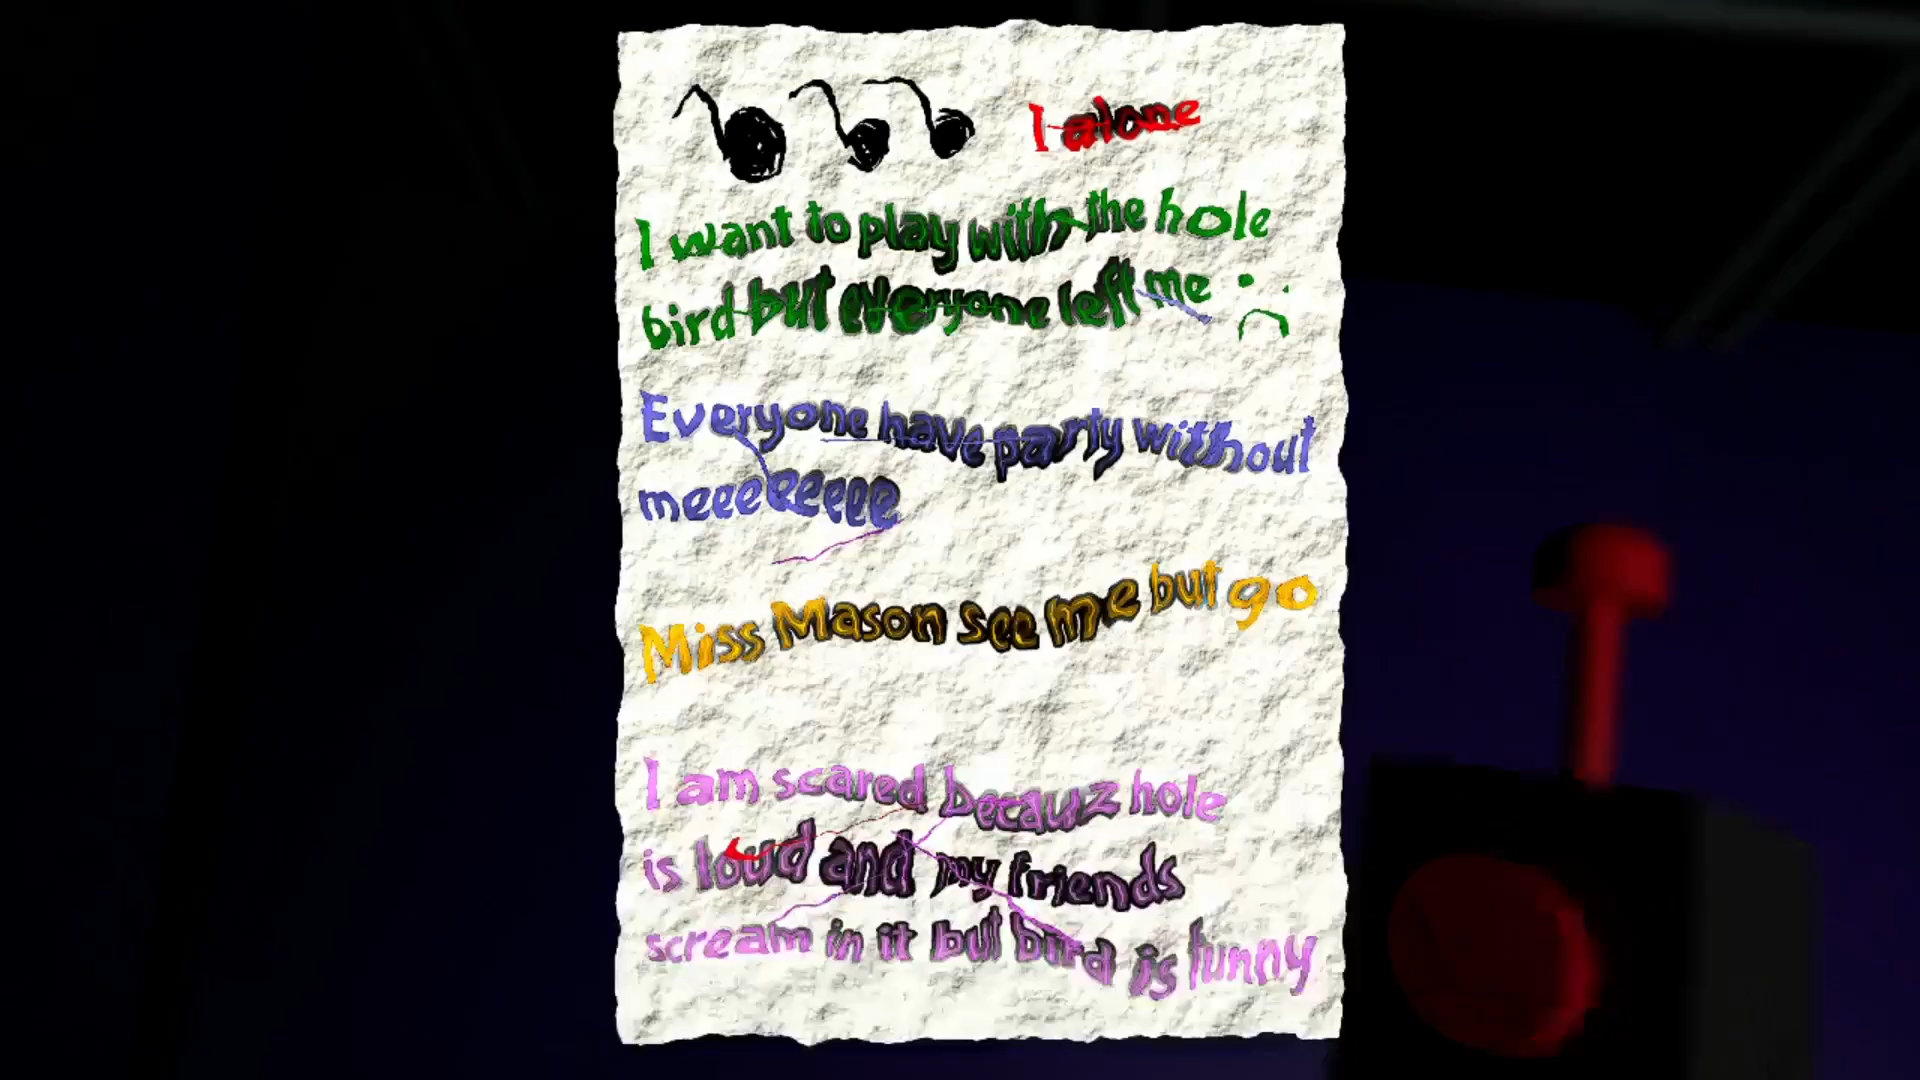 I alone
I want to play with the hole
bird but everyone left me :(
Everyone have party without
meeeeeeee
Miss Mason see me but go
I am scared becauz hole
is loud and my friends
scream in it but bird is funny